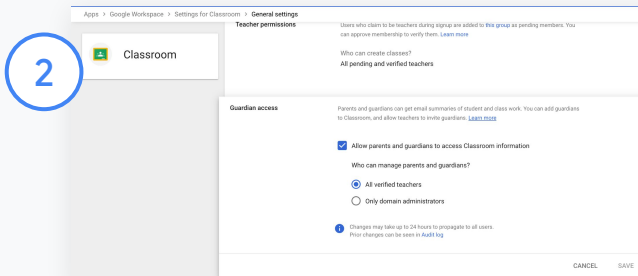 Apps > Google Workspace > Settings for Classroom > General settings
2
Classroom
Teacher permissions
Users who claim to be teachers during signup are added to this group as pending members. You
can approve membership to verify them. Learn more
Who can create classes?
All pending and verified teachers
Guardian access
Parents and guardians can get email summaries of student and class work. You can add guardians
to Classroom, and allow teachers to invite guardians. Learn more
Allow parents and guardians to access Classroom information
Who can manage parents and guardians?
All verified teachers
Only domain administrators
Changes may take up to 24 hours to propagate to all users.
Prior changes can be seen in Audit log
CANCEL SAVE